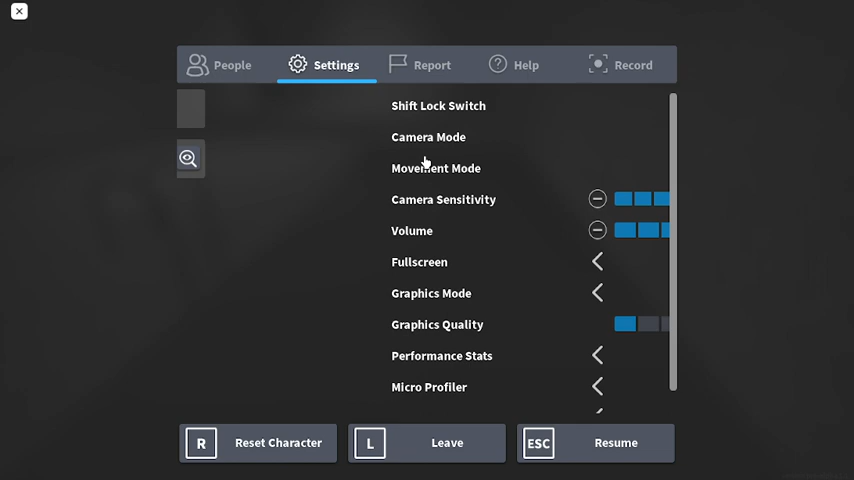 People
Settings
Report
Help
Record
Shift Lock Switch
Camera Mode
Movement Mode
Camera Sensitivity
Volume
Fullscreen
Graphics Mode
Graphics Quality
Performance Stats
Micro Profiler
R Reset Character
L Leave
ESC Resume